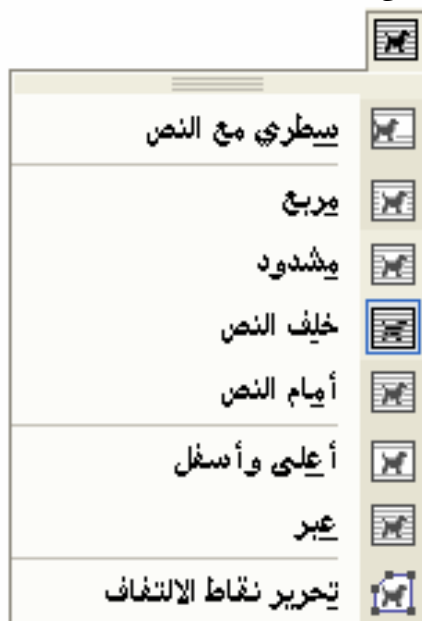 سطري مع النص
مربع
مشدود
خلف النص
أمام النص
أعلى وأسفل
عبر
تحرير نقاط الالتفاف